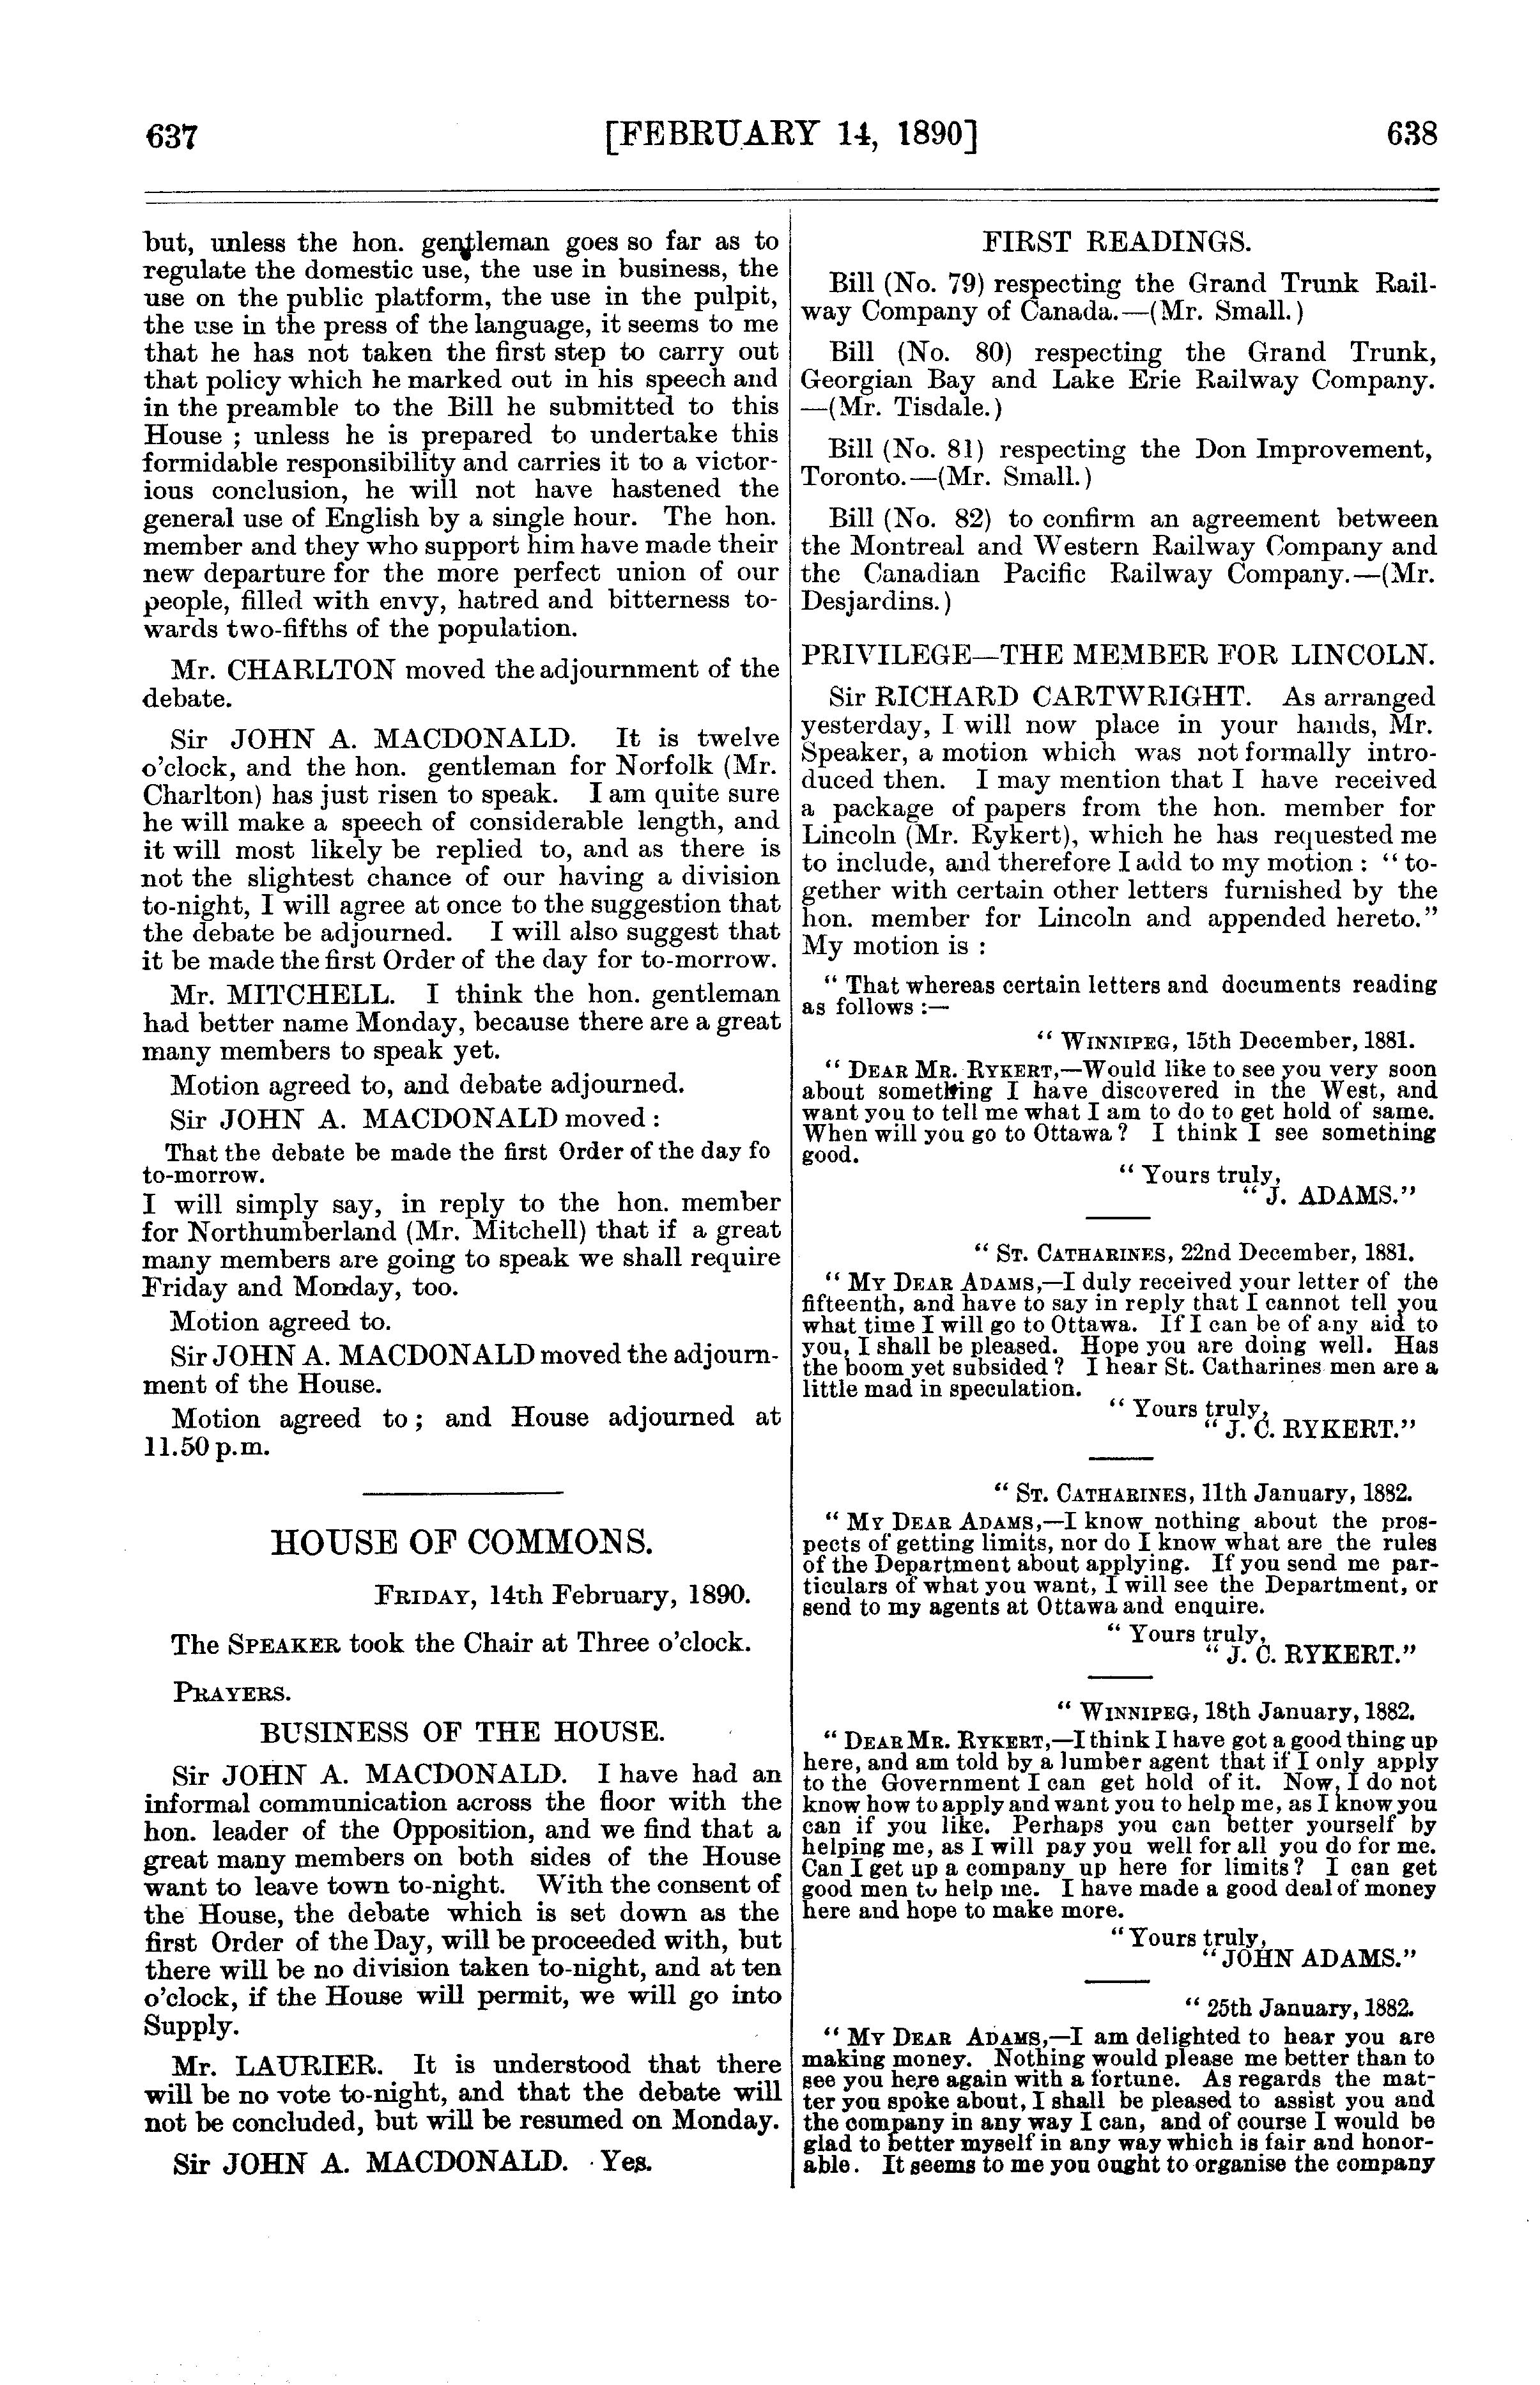 637
[FEBRUARY 14, 1890]
638
but, unless the hon. gentleman goes so far as to
regulate the domestic use, the use in business, the
use on the public platform, the use in the pulpit,
the use in the press of the language, it seems to me
that he has not taken the first step to carry out
that policy which he marked out in his speech and
in the preamble to the Bill he submitted to this
House ; unless he is prepared to undertake this
formidable responsibility and carries it to a victor-
ious conclusion, he will not have hastened the
general use of English by a single hour. The hon.
member and they who support him have made their
new departure for the more perfect union of our
people, filled with envy, hatred and bitterness to-
wards two-fifths of the population.
Mr. CHARLTON moved the adjournment of the
debate.
Sir JOHN A. MACDONALD. It is twelve
o'clock, and the hon. gentleman for Norfolk (Mr.
Charlton) has just risen to speak. I am quite sure
he will make a speech of considerable length, and
it will most likely be replied to, and as there is
not the slightest chance of our having a division
to-night, I will agree at once to the suggestion that
the debate be adjourned. I will also suggest that
it be made the first Order of the day for to-morrow.
Mr. MITCHELL. I think the hon. gentleman
had better name Monday, because there are a great
many members to speak yet.
Motion agreed to, and debate adjourned.
Sir JOHN A. MACDONALD moved :
That the debate be made the first Order of the day fo
to-morrow.
I will simply say, in reply to the hon. member
for Northumberland (Mr. Mitchell) that if a great
many members are going to speak we shall require
Friday and Monday, too.
Motion agreed to.
Sir JOHN A. MACDONALD moved the adjourn-
ment of the House.
Motion agreed to ; and House adjourned at
11.50 p.m.
HOUSE OF COMMONS.
FRIDAY, 14th February, 1890.
The SPEAKER took the Chair at Three o'clock.
PRAYERS.
BUSINESS OF THE HOUSE.
Sir JOHN A. MACDONALD. I have had an
informal communication across the floor with the
hon. leader of the Opposition, and we find that a
great many members on both sides of the House
want to leave town to-night. With the consent of
the House, the debate which is set down as the
first Order of the Day, will be proceeded with, but
there will be no division taken to-night, and at ten
o'clock, if the House will permit, we will go into
Supply.
Mr. LAURIER. It is understood that there
will be no vote to-night, and that the debate will
not be concluded, but will be resumed on Monday.
Sir JOHN A. MACDONALD. Yes.
FIRST READINGS.
Bill (No. 79) respecting the Grand Trunk Rail-
way Company of Canada.—(Mr. Small.)
Bill (No. 80) respecting the Grand Trunk,
Georgian Bay and Lake Erie Railway Company.
—(Mr. Tisdale.)
Bill (No. 81) respecting the Don Improvement,
Toronto.—(Mr. Small.)
Bill (No. 82) to confirm an agreement between
the Montreal and Western Railway Company and
the Canadian Pacific Railway Company.—(Mr.
Desjardins.)
PRIVILEGE—THE MEMBER FOR LINCOLN.
Sir RICHARD CARTWRIGHT. As arranged
yesterday, I will now place in your hands, Mr.
Speaker, a motion which was not formally intro-
duced then. I may mention that I have received
a package of papers from the hon. member for
Lincoln (Mr. Rykert), which he has requested me
to include, and therefore I add to my motion : " to-
gether with certain other letters furnished by the
hon. member for Lincoln and appended hereto."
My motion is :
" That whereas certain letters and documents reading
as follows :—
" WINNIPEG, 15th December, 1881.
" DEAR MR. RYKERT,—Would like to see you very soon
about something I have discovered in the West, and
want you to tell me what I am to do to get hold of same.
When will you go to Ottawa ? I think I see something
good.
" Yours truly,
" J. ADAMS."
" ST. CATHARINES, 22nd December, 1881.
" MY DEAR ADAMS,—I duly received your letter of the
fifteenth, and have to say in reply that I cannot tell you
what time I will go to Ottawa. If I can be of any aid to
you, I shall be pleased. Hope you are doing well. Has
the boom yet subsided ? I hear St. Catharines men are a
little mad in speculation.
" Yours truly,
" J. C. RYKERT."
" ST. CATHARINES, 11th January, 1882.
" MY DEAR ADAMS,—I know nothing about the pros-
pects of getting limits, nor do I know what are the rules
of the Department about applying. If you send me par-
ticulars of what you want, I will see the Department, or
send to my agents at Ottawa and enquire.
" Yours truly,
" J. C. RYKERT."
" WINNIPEG, 18th January, 1882.
" DEAR MR. RYKERT,—I think I have got a good thing up
here, and am told by a lumber agent that if I only apply
to the Government I can get hold of it. Now, I do not
know how to apply and want you to help me, as I know you
can if you like. Perhaps you can better yourself by
helping me, as I will pay you well for all you do for me.
Can I get up a company up here for limits ? I can get
good men to help me. I have made a good deal of money
here and hope to make more.
" Yours truly,
" JOHN ADAMS."
" 25th January, 1882.
" MY DEAR ADAMS,—I am delighted to hear you are
making money. Nothing would please me better than to
see you here again with a fortune. As regards the mat-
ter you spoke about, I shall be pleased to assist you and
the company in any way I can, and of course I would be
glad to better myself in any way which is fair and honor-
able. It seems to me you ought to organise the company